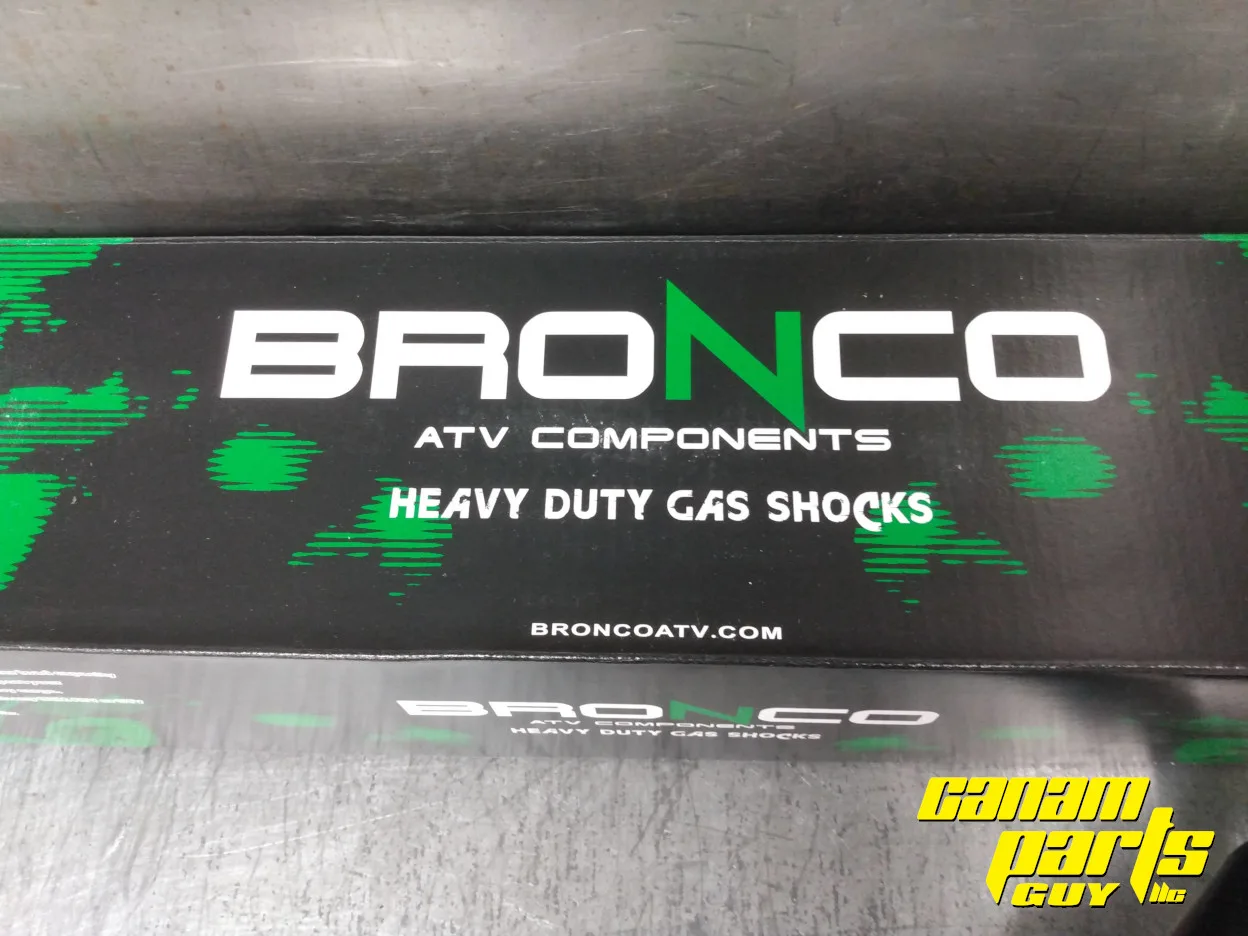 BRONCO
ATV COMPONENTS
HEAVY DUTY GAS SHOCKS
BRONCOATV.COM
BRONCO
ATV COMPONENTS
HEAVY DUTY GAS SHOCKS
canam
parts
GUY llc